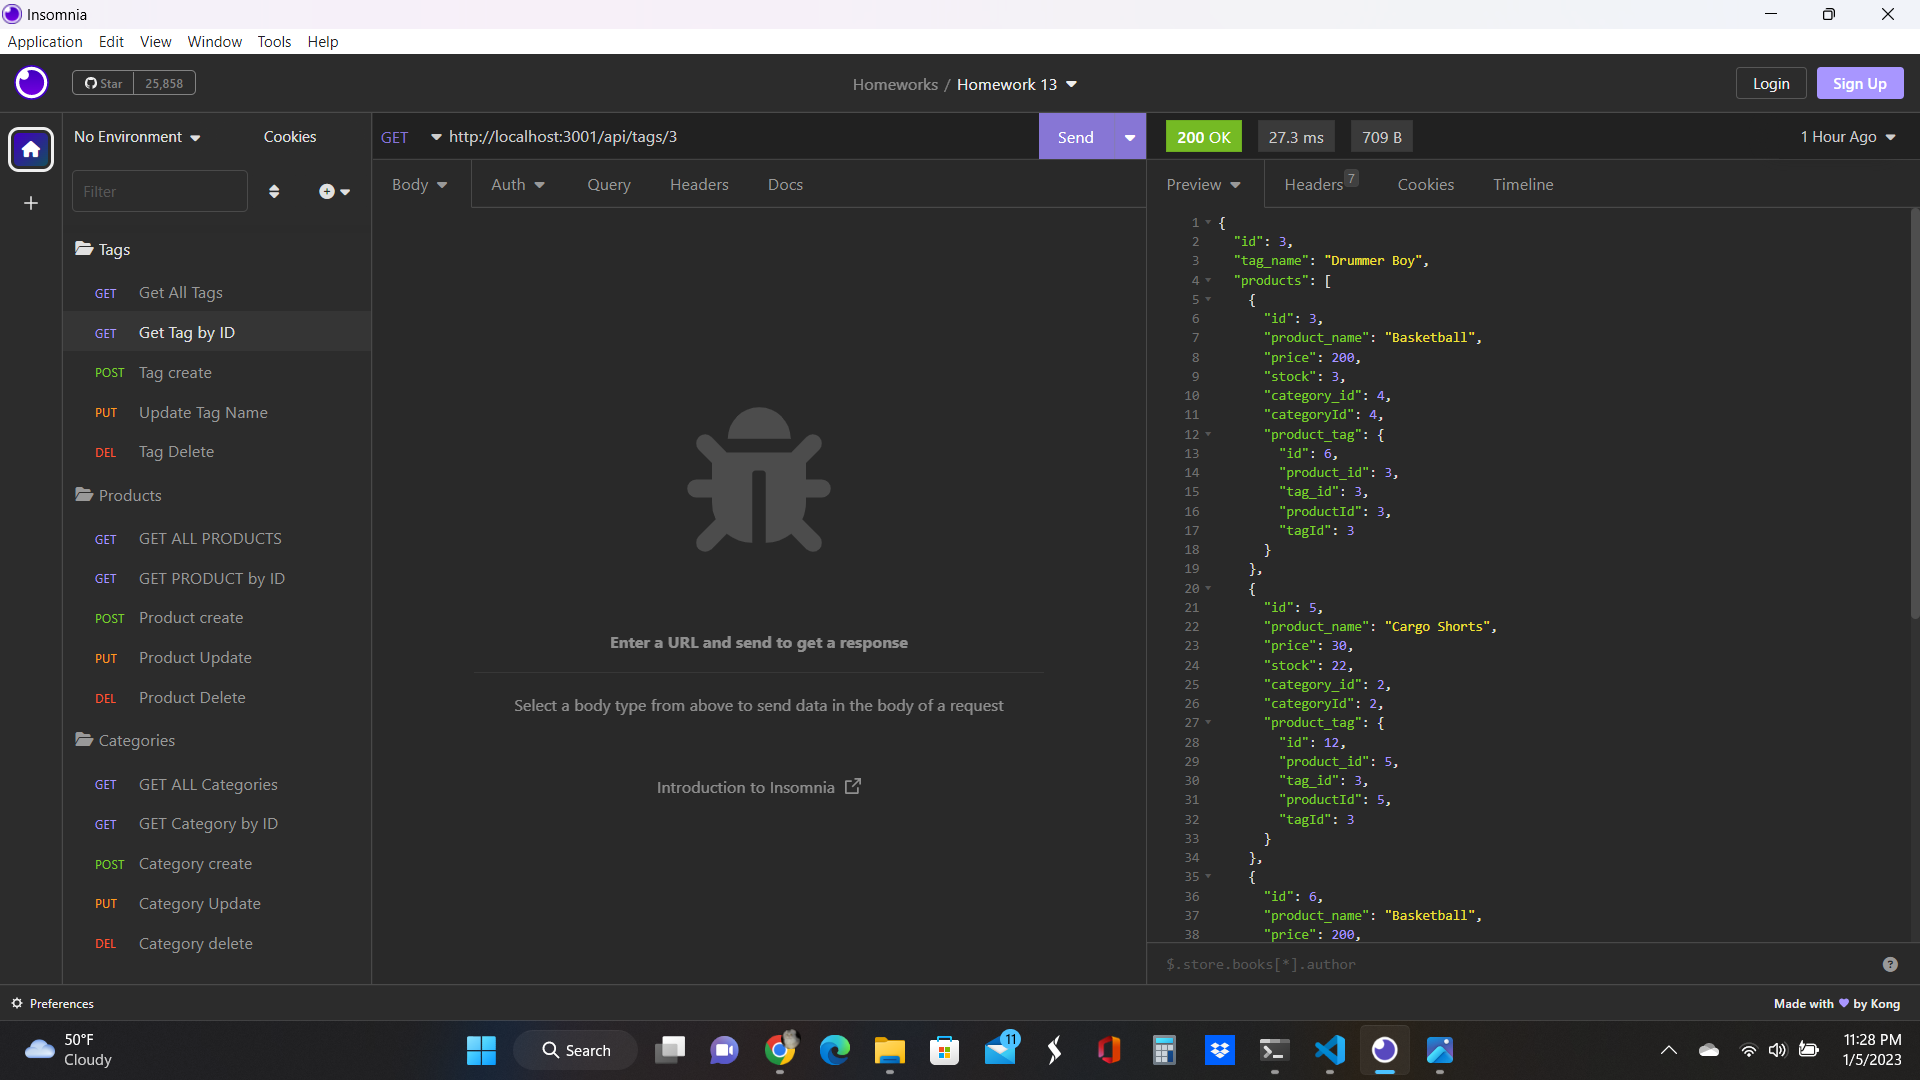 Insomnia
Application Edit View Window Tools Help
Star 25,858
Homeworks / Homework 13
Login Sign Up
No Environment Cookies
GET http://localhost:3001/api/tags/3 Send
200 OK 27.3 ms 709 B 1 Hour Ago
Filter
Body Auth Query Headers Docs
Preview Headers 7 Cookies Timeline
Tags
GET Get All Tags
GET Get Tag by ID
POST Tag create
PUT Update Tag Name
DEL Tag Delete
Products
GET GET ALL PRODUCTS
GET GET PRODUCT by ID
POST Product create
PUT Product Update
DEL Product Delete
Categories
GET GET ALL Categories
GET GET Category by ID
POST Category create
PUT Category Update
DEL Category delete
Enter a URL and send to get a response
Select a body type from above to send data in the body of a request
Introduction to Insomnia
1 {
2 "id": 3,
3 "tag_name": "Drummer Boy",
4 "products": [
5 {
6 "id": 3,
7 "product_name": "Basketball",
8 "price": 200,
9 "stock": 3,
10 "category_id": 4,
11 "categoryId": 4,
12 "product_tag": {
13 "id": 6,
14 "product_id": 3,
15 "tag_id": 3,
16 "productId": 3,
17 "tagId": 3
18 }
19 },
20 {
21 "id": 5,
22 "product_name": "Cargo Shorts",
23 "price": 30,
24 "stock": 22,
25 "category_id": 2,
26 "categoryId": 2,
27 "product_tag": {
28 "id": 12,
29 "product_id": 5,
30 "tag_id": 3,
31 "productId": 5,
32 "tagId": 3
33 }
34 },
35 {
36 "id": 6,
37 "product_name": "Basketball",
38 "price": 200,
$.store.books[*].author
Preferences
Made with by Kong
50°F
Cloudy
Search
11
11:28 PM
1/5/2023